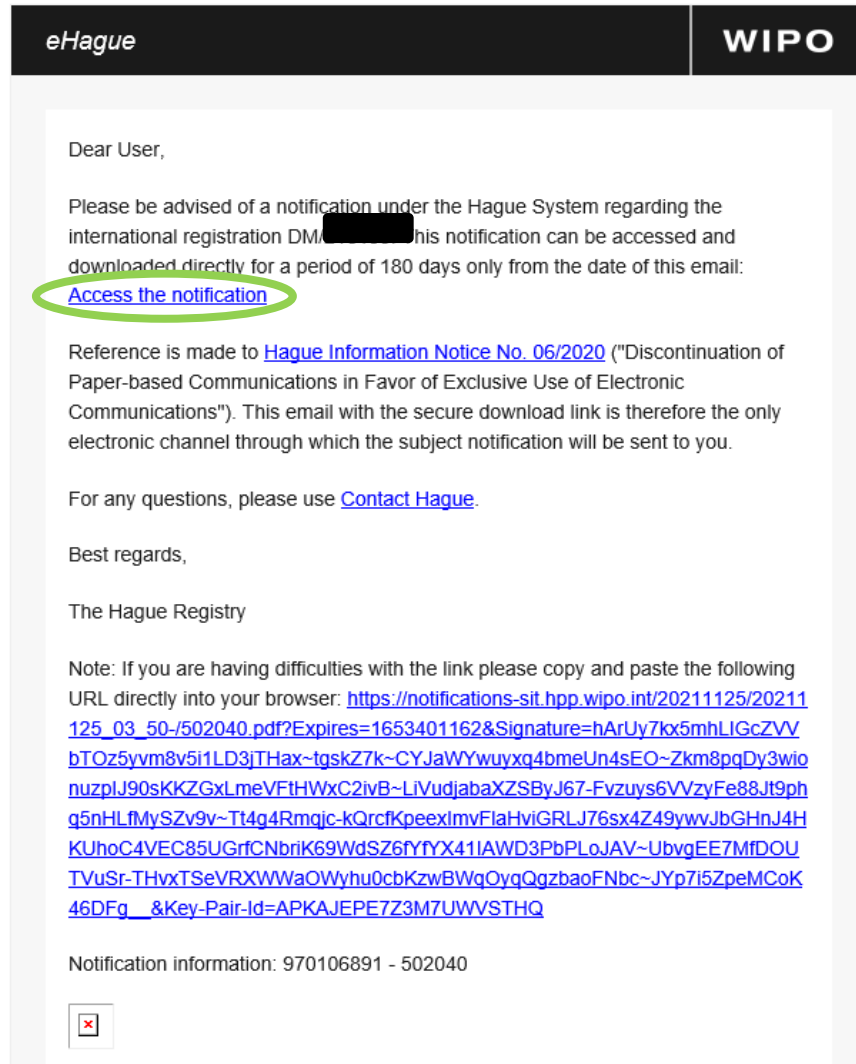 eHague
WIPO
Dear User,
Please be advised of a notification under the Hague System regarding the
international registration DM/ his notification can be accessed and
downloaded directly for a period of 180 days only from the date of this email:
Access the notification
Reference is made to Hague Information Notice No. 06/2020 ("Discontinuation of
Paper-based Communications in Favor of Exclusive Use of Electronic
Communications"). This email with the secure download link is therefore the only
electronic channel through which the subject notification will be sent to you.
For any questions, please use Contact Hague.
Best regards,
The Hague Registry
Note: If you are having difficulties with the link please copy and paste the following
URL directly into your browser: https://notifications-sit.hpp.wipo.int/20211125/20211
125_03_50-/502040.pdf?Expires=1653401162&Signature=hArUy7kx5mhLIGcZVV
bTOz5yvm8v5i1LD3jTHax~tgskZ7k~CYJaWYwuyxq4bmeUn4sEO~Zkm8pqDy3wio
nuzpIJ90sKKZGxLmeVFtHWxC2ivB~LiVudjabaXZSByJ67-Fvzuys6VVzyFe88Jt9ph
q5nHLfMySZv9v~Tt4g4Rmqjc-kQrcfKpeexImvFlaHviGRLJ76sx4Z49ywvJbGHnJ4H
KUhoC4VEC85UGrfCNbriK69WdSZ6fYfYX41IAWD3PbPLoJAV~UbvgEE7MfDOU
TVuSr-THvxTSeVRXWWaOWyhu0cbKzwBWqOyqQgzbaoFNbc~JYp7i5ZpeMCoK
46DFg__&Key-Pair-Id=APKAJEPE7Z3M7UWVSTHQ
Notification information: 970106891 - 502040